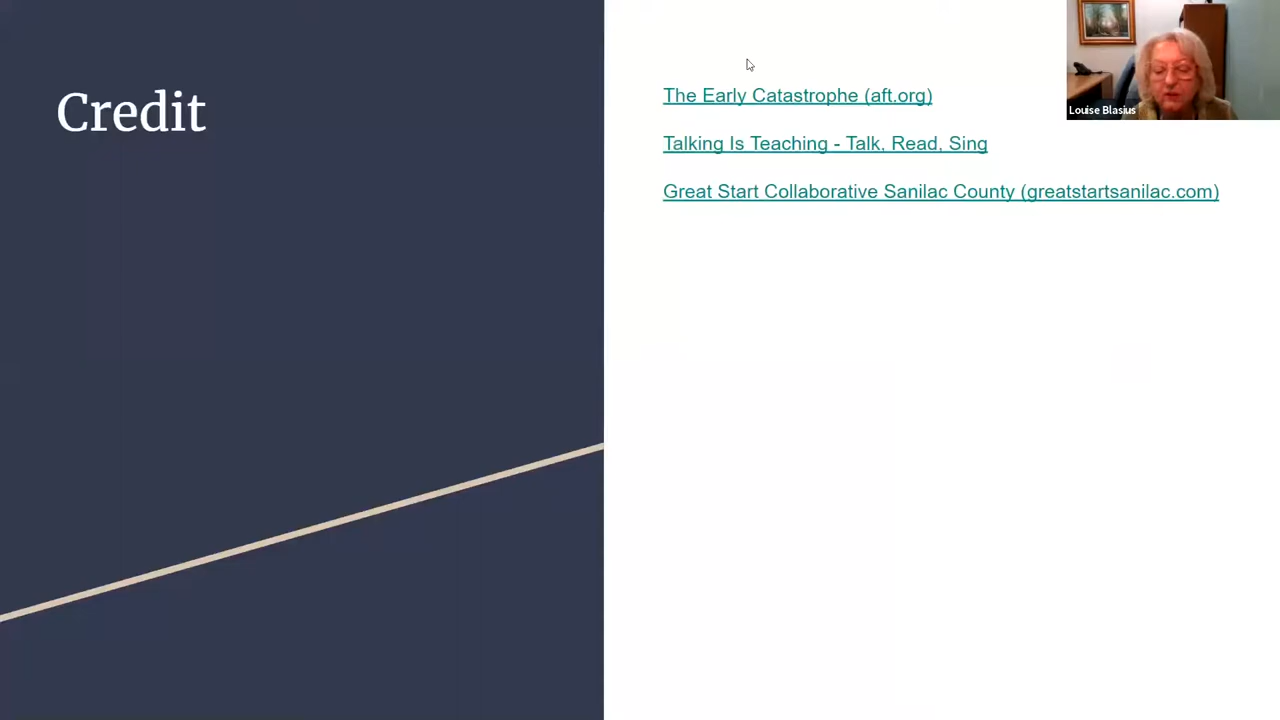 Credit
The Early Catastrophe (aft.org)
Talking Is Teaching - Talk, Read, Sing
Great Start Collaborative Sanilac County (greatstartsanilac.com)
Louise Blasius